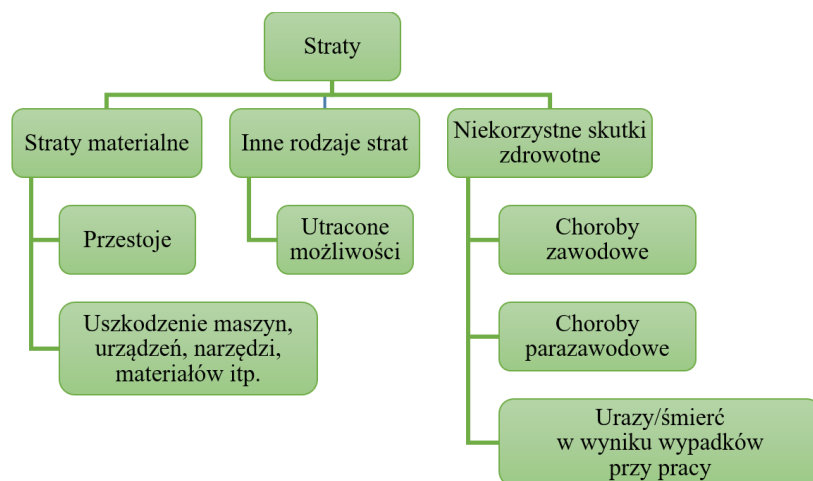 Straty
Straty materialne
Inne rodzaje strat
Niekorzystne skutki
zdrowotne
Przestoje
Uszkodzenie maszyn,
urządzeń, narzędzi,
materiałów itp.
Utracone
możliwości
Choroby
zawodowe
Choroby
parazawodowe
Urazy/śmierć
w wyniku wypadków
przy pracy